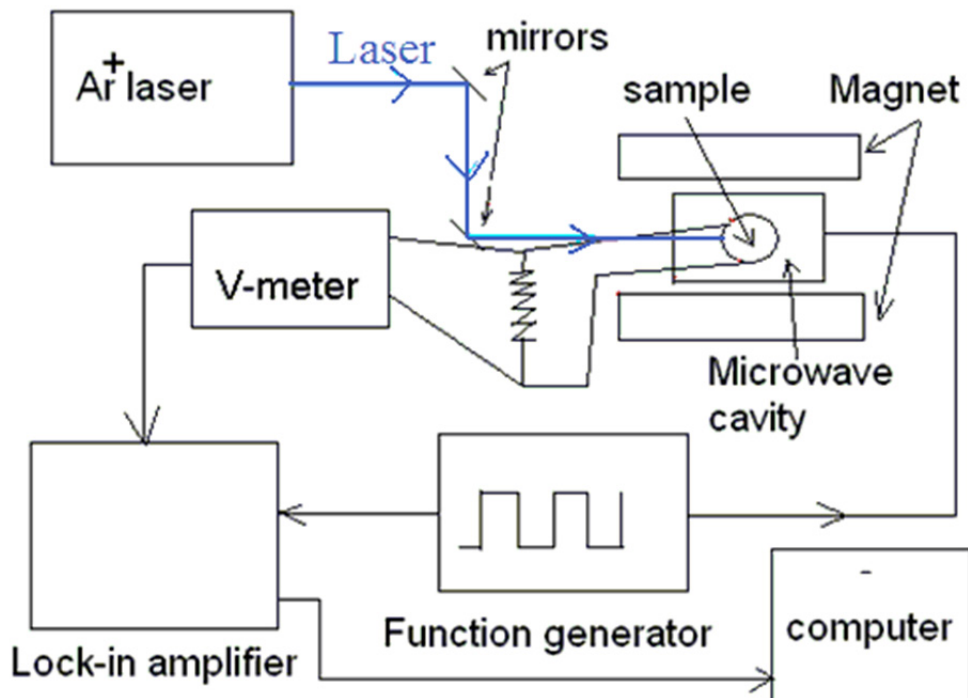 Laser
mirrors
Ar+ laser
sample
Magnet
V-meter
Microwave
cavity
Function generator
computer
Lock-in amplifier